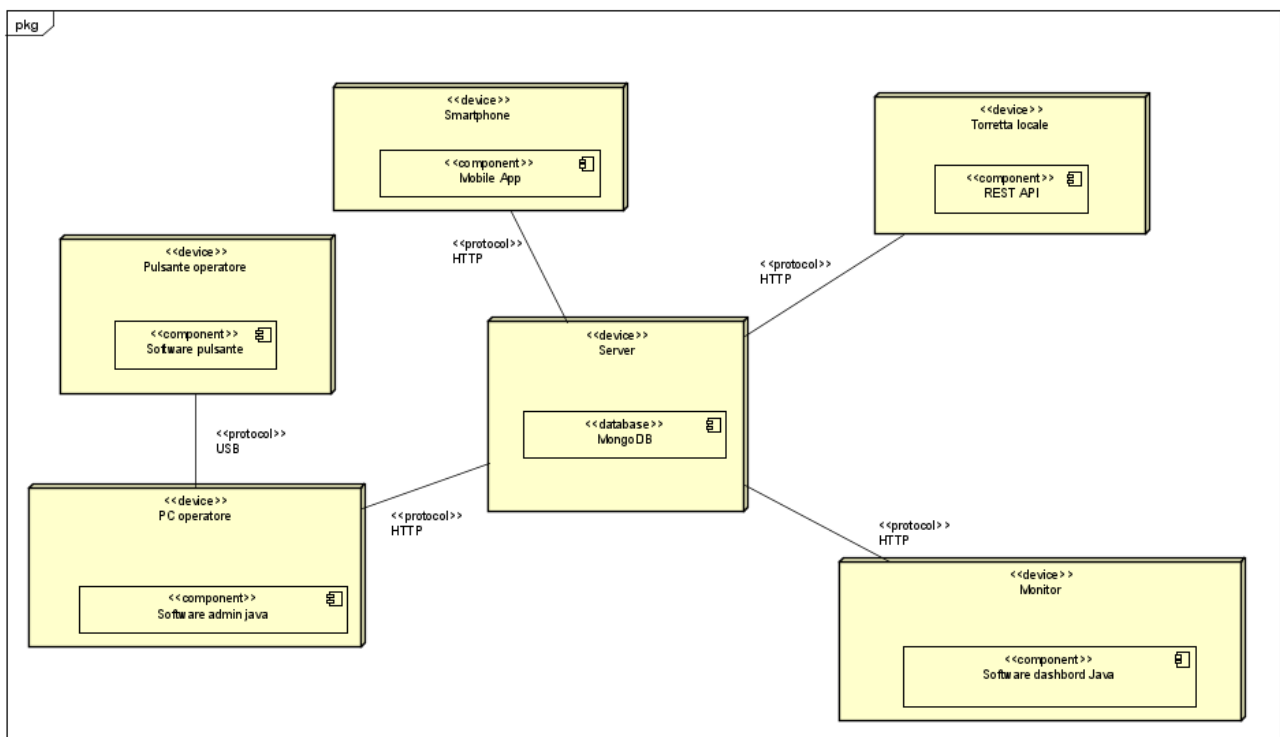 pkg
<<device>>
Smartphone
<<component>>
Mobile App
<<device>>
Torretta locale
<<component>>
REST API
<<protocol>>
HTTP
<<protocol>>
HTTP
<<device>>
Pulsante operatore
<<component>>
Software pulsante
<<device>>
Server
<<database>>
MongoDB
<<protocol>>
USB
<<device>>
PC operatore
<<component>>
Software admin java
<<protocol>>
HTTP
<<protocol>>
HTTP
<<device>>
Monitor
<<component>>
Software dashbord Java